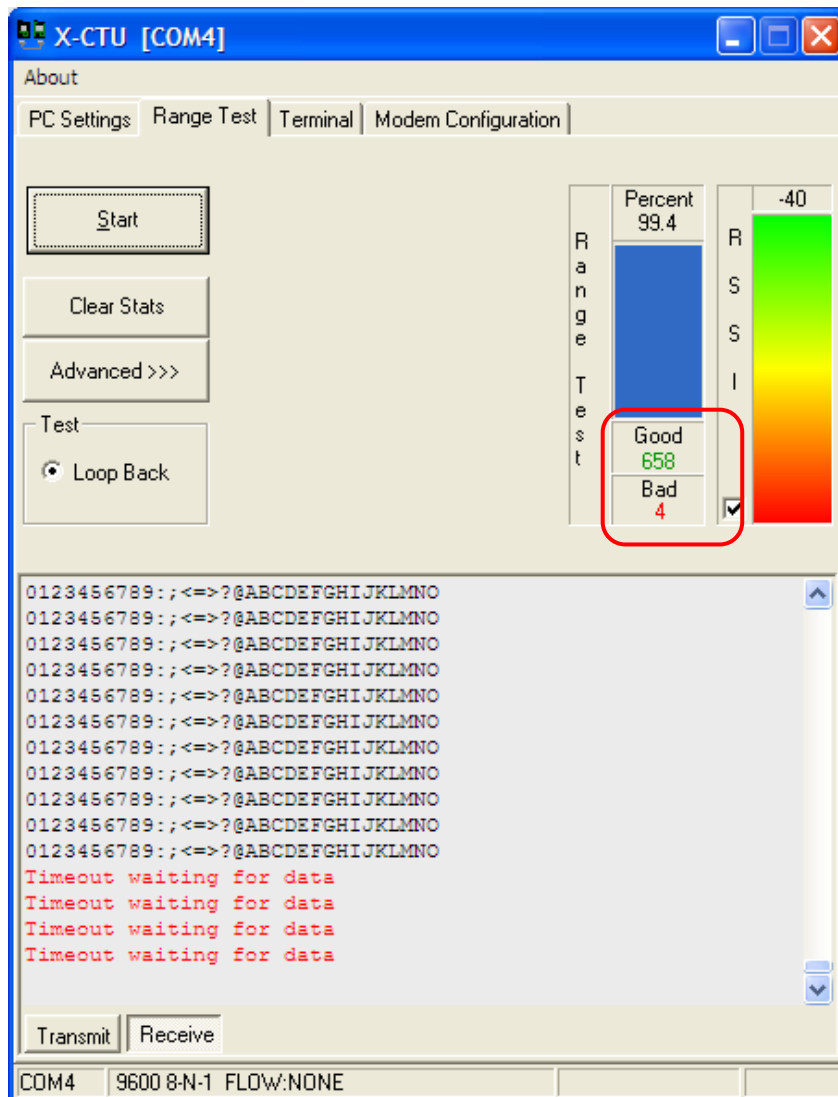 X-CTU [COM4]
About
PC Settings Range Test Terminal Modem Configuration
Start
Clear Stats
Advanced >>>
Test
Loop Back
Range Test
Percent
99.4
Good
658
Bad
4
RSSI
-40
0123456789:;<=>?@ABCDEFGHIJKLMNO
0123456789:;<=>?@ABCDEFGHIJKLMNO
0123456789:;<=>?@ABCDEFGHIJKLMNO
0123456789:;<=>?@ABCDEFGHIJKLMNO
0123456789:;<=>?@ABCDEFGHIJKLMNO
0123456789:;<=>?@ABCDEFGHIJKLMNO
0123456789:;<=>?@ABCDEFGHIJKLMNO
0123456789:;<=>?@ABCDEFGHIJKLMNO
0123456789:;<=>?@ABCDEFGHIJKLMNO
0123456789:;<=>?@ABCDEFGHIJKLMNO
0123456789:;<=>?@ABCDEFGHIJKLMNO
Timeout waiting for data
Timeout waiting for data
Timeout waiting for data
Timeout waiting for data
Transmit Receive
COM4 9600 8-N-1 FLOW:NONE